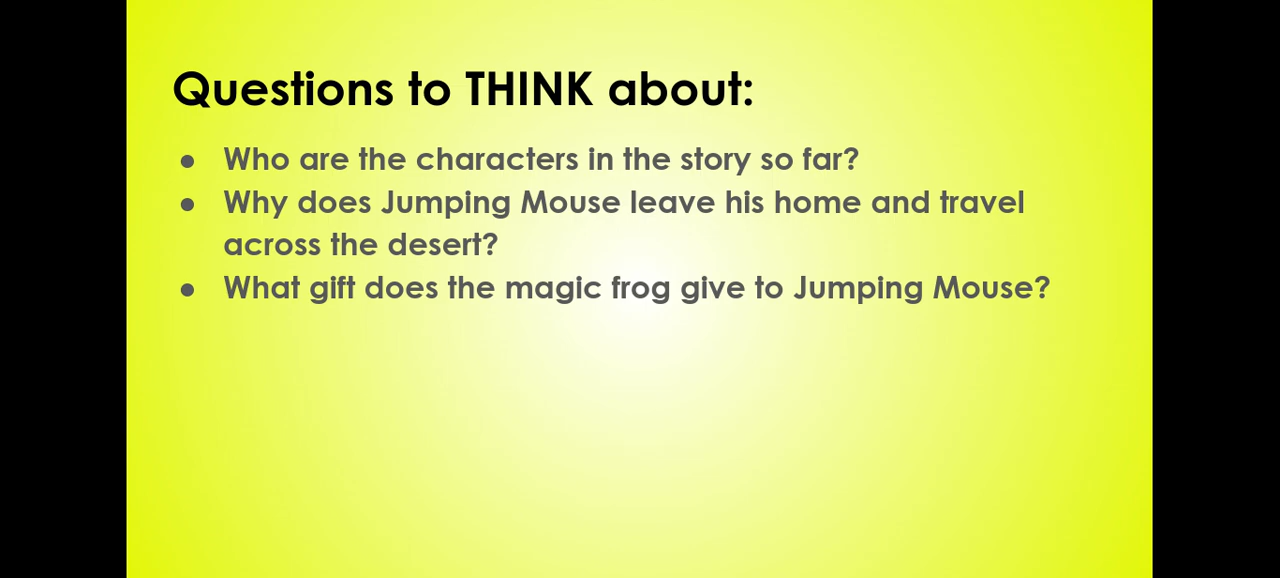 Questions to THINK about:
● Who are the characters in the story so far?
● Why does Jumping Mouse leave his home and travel
across the desert?
● What gift does the magic frog give to Jumping Mouse?